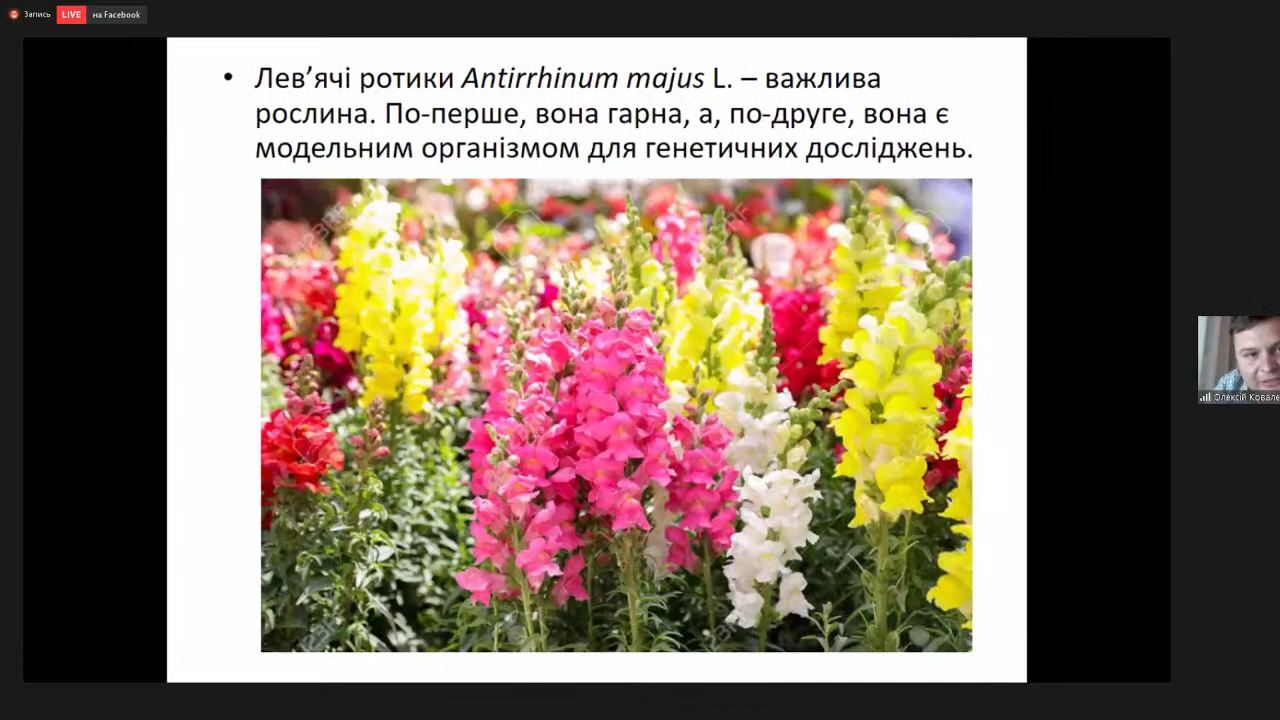 Запись
LIVE на Facebook
• Лев’ячі ротики Antirrhinum majus L. – важлива
рослина. По-перше, вона гарна, а, по-друге, вона є
модельним організмом для генетичних досліджень.
Олексій Ковале